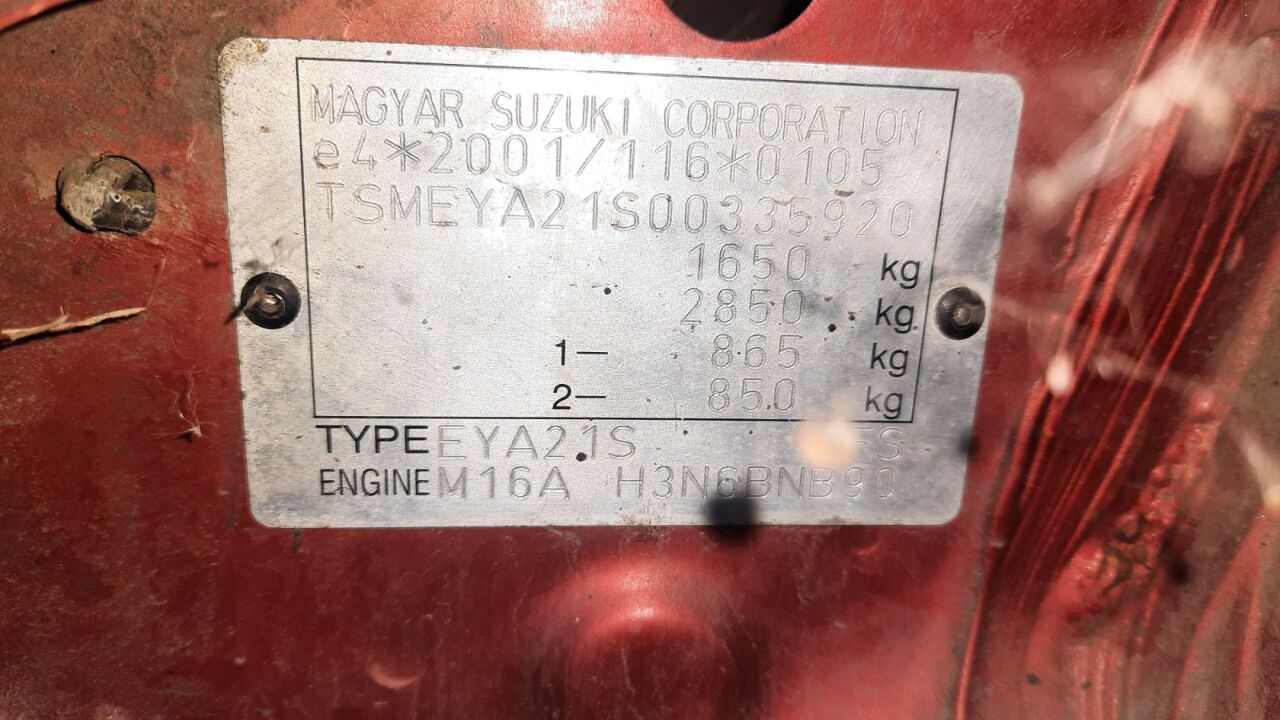 MAGYAR SUZUKI CORPORATION
e4*2001/116*0105
TSMEYA21S00335920
1650 kg
2850 kg
1— 865 kg
2— 850 kg
TYPE EYA21S
ENGINE M16A H3N6BNB90